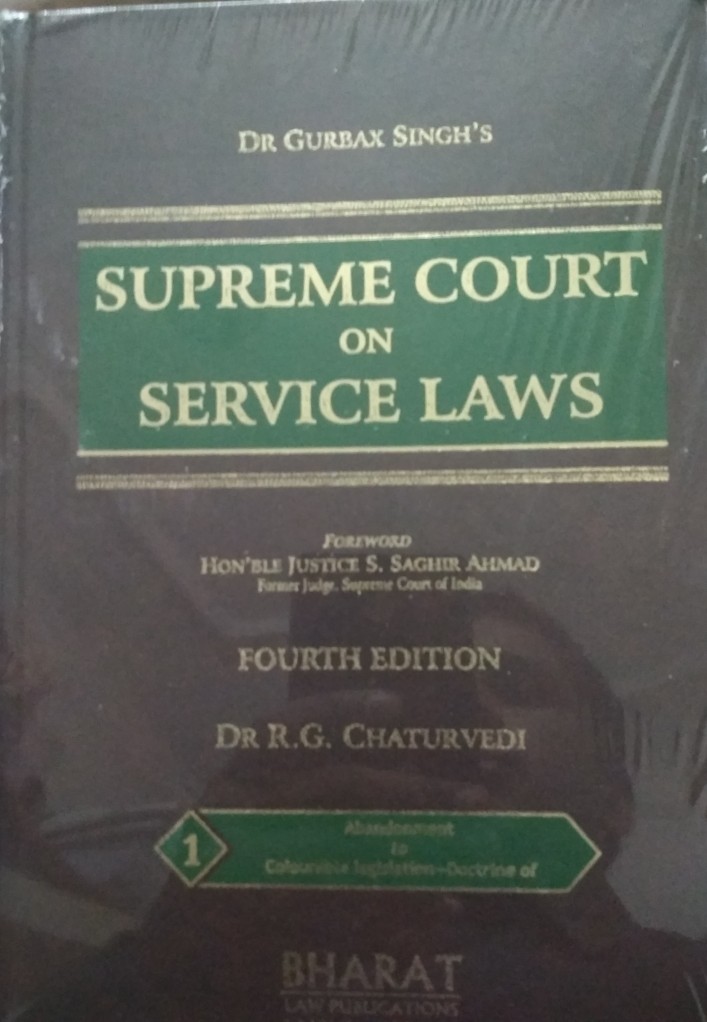 DR GURBAX SINGH'S
SUPREME COURT
ON
SERVICE LAWS
FOREWORD
HON'BLE JUSTICE S. SAGHIR AHMAD
Former Judge, Supreme Court of India
FOURTH EDITION
DR R.G. CHATURVEDI
1
Abandonment
to
Colourable legislation—Doctrine of
BHARAT
LAW PUBLICATIONS